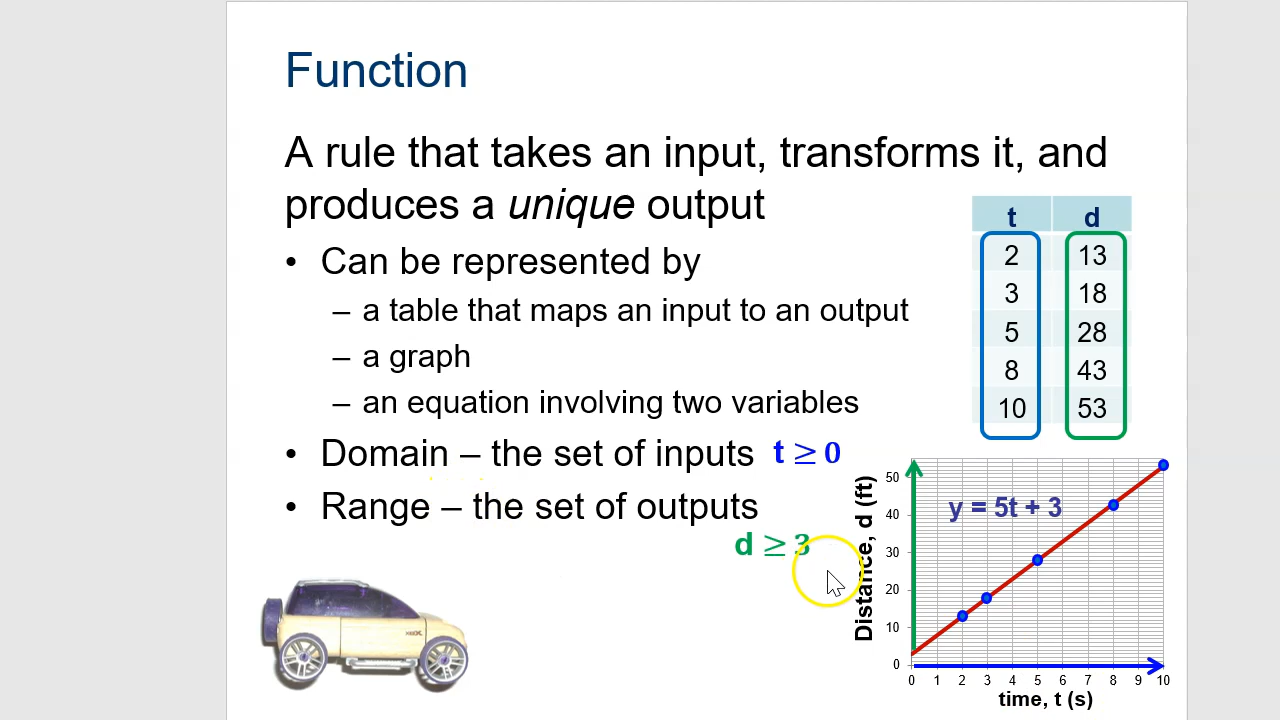 Function
A rule that takes an input, transforms it, and
produces a unique output
• Can be represented by
– a table that maps an input to an output
– a graph
– an equation involving two variables
• Domain – the set of inputs t ≥ 0
• Range – the set of outputs
d ≥ 3
t d
2 13
3 18
5 28
8 43
10 53
y = 5t + 3
Distance, d (ft)
50
40
30
20
10
0
0 1 2 3 4 5 6 7 8 9 10
time, t (s)